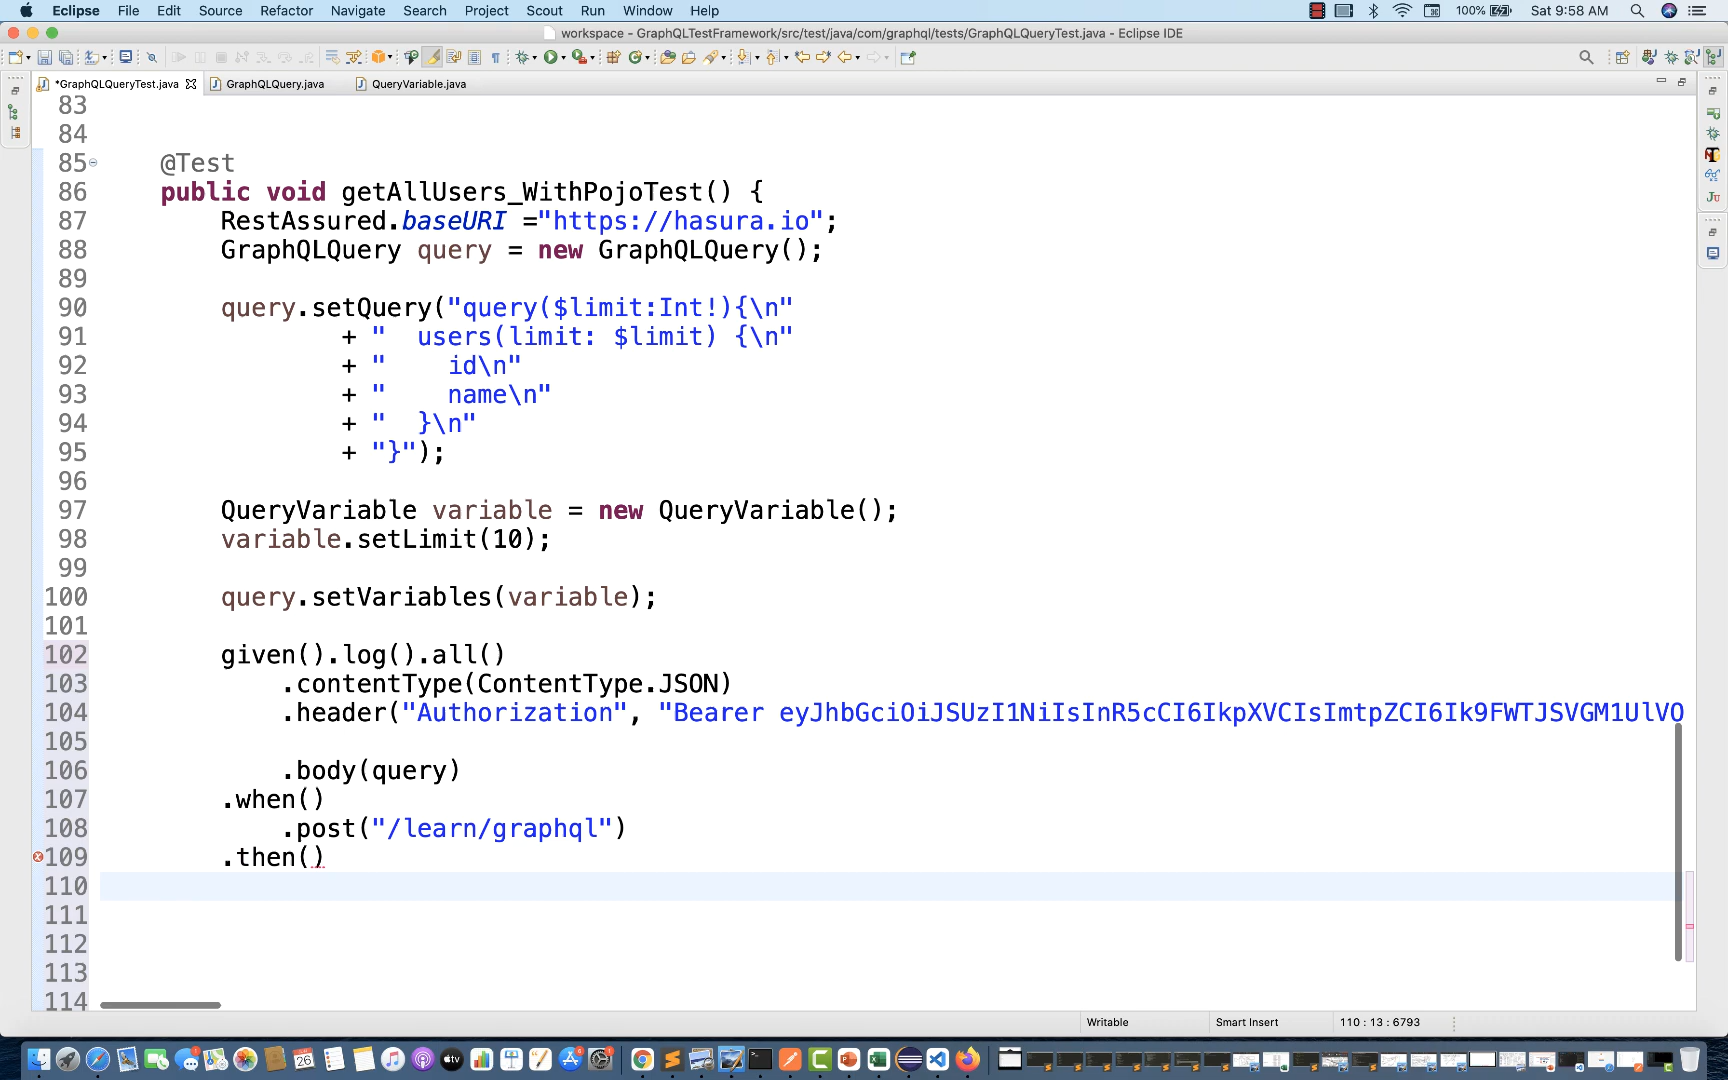 Eclipse File Edit Source Refactor Navigate Search Project Scout Run Window Help 100% Sat 9:58 AM
workspace - GraphQLTestFramework/src/test/java/com/graphql/tests/GraphQLQueryTest.java - Eclipse IDE
*GraphQLQueryTest.java GraphQLQuery.java QueryVariable.java
83
84
85 @Test
86 public void getAllUsers_WithPojoTest() {
87 RestAssured.baseURI ="https://hasura.io";
88 GraphQLQuery query = new GraphQLQuery();
89
90 query.setQuery("query($limit:Int!){\n"
91 + "  users(limit: $limit) {\n"
92 + "    id\n"
93 + "    name\n"
94 + "  }\n"
95 + "}");
96
97 QueryVariable variable = new QueryVariable();
98 variable.setLimit(10);
99
100 query.setVariables(variable);
101
102 given().log().all()
103 .contentType(ContentType.JSON)
104 .header("Authorization", "Bearer eyJhbGciOiJSUzI1NiIsInR5cCI6IkpXVCIsImtpZCI6Ik9FWTJSVGM1UlVO
105
106 .body(query)
107 .when()
108 .post("/learn/graphql")
109 .then()
110
111
112
113
114
Writable Smart Insert 110 : 13 : 6793